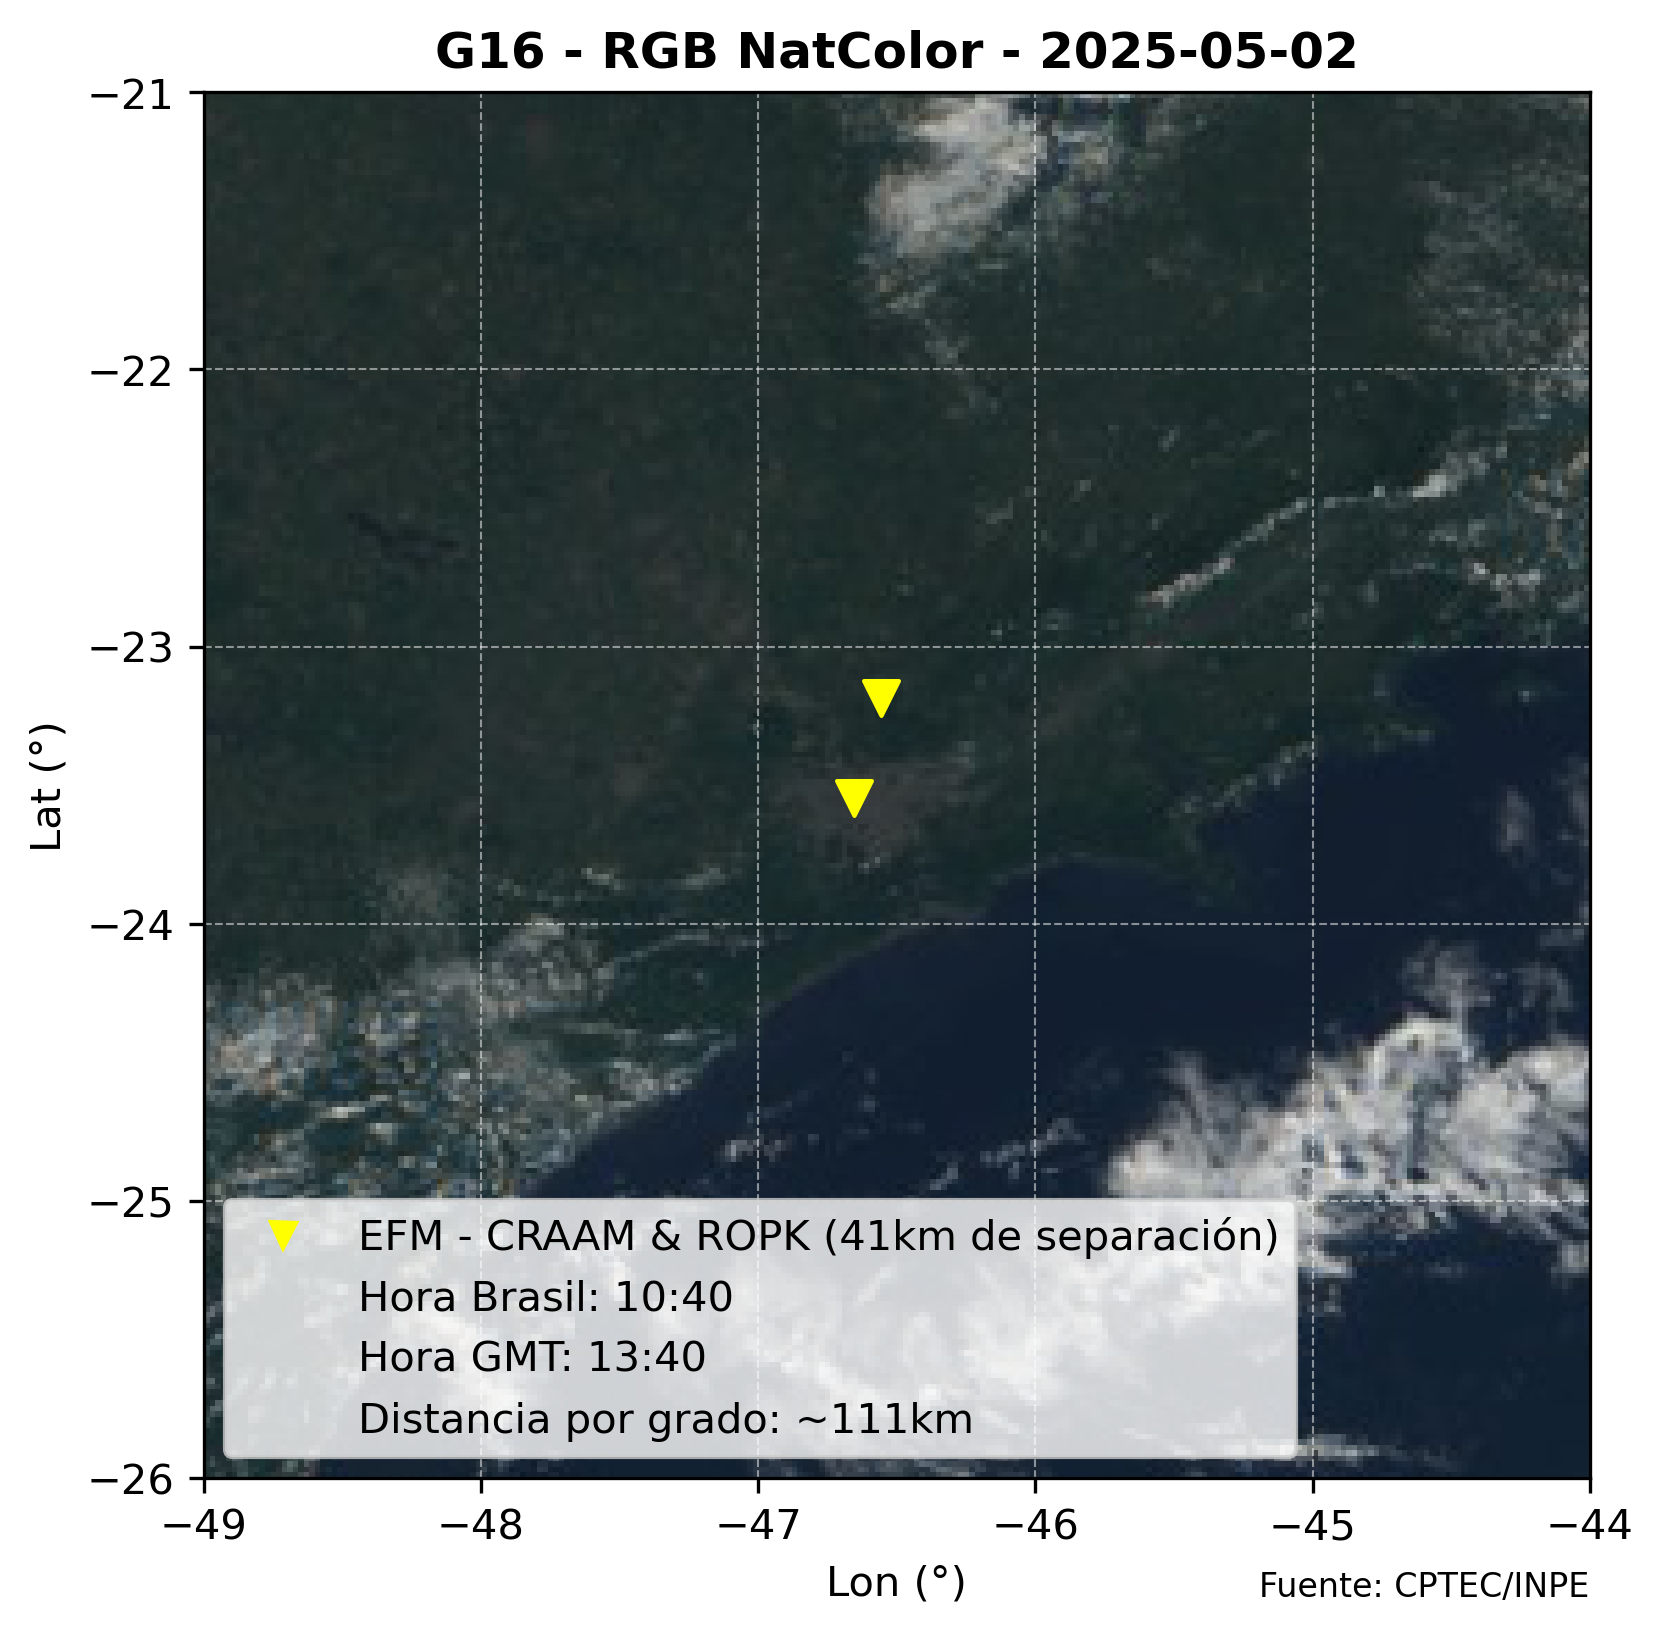 G16 - RGB NatColor - 2025-05-02
−21
−22
−23
−24
−25
−26
Lat (°)
EFM - CRAAM & ROPK (41km de separación)
Hora Brasil: 10:40
Hora GMT: 13:40
Distancia por grado: ~111km
−49 −48 −47 −46 −45 −44
Lon (°)
Fuente: CPTEC/INPE